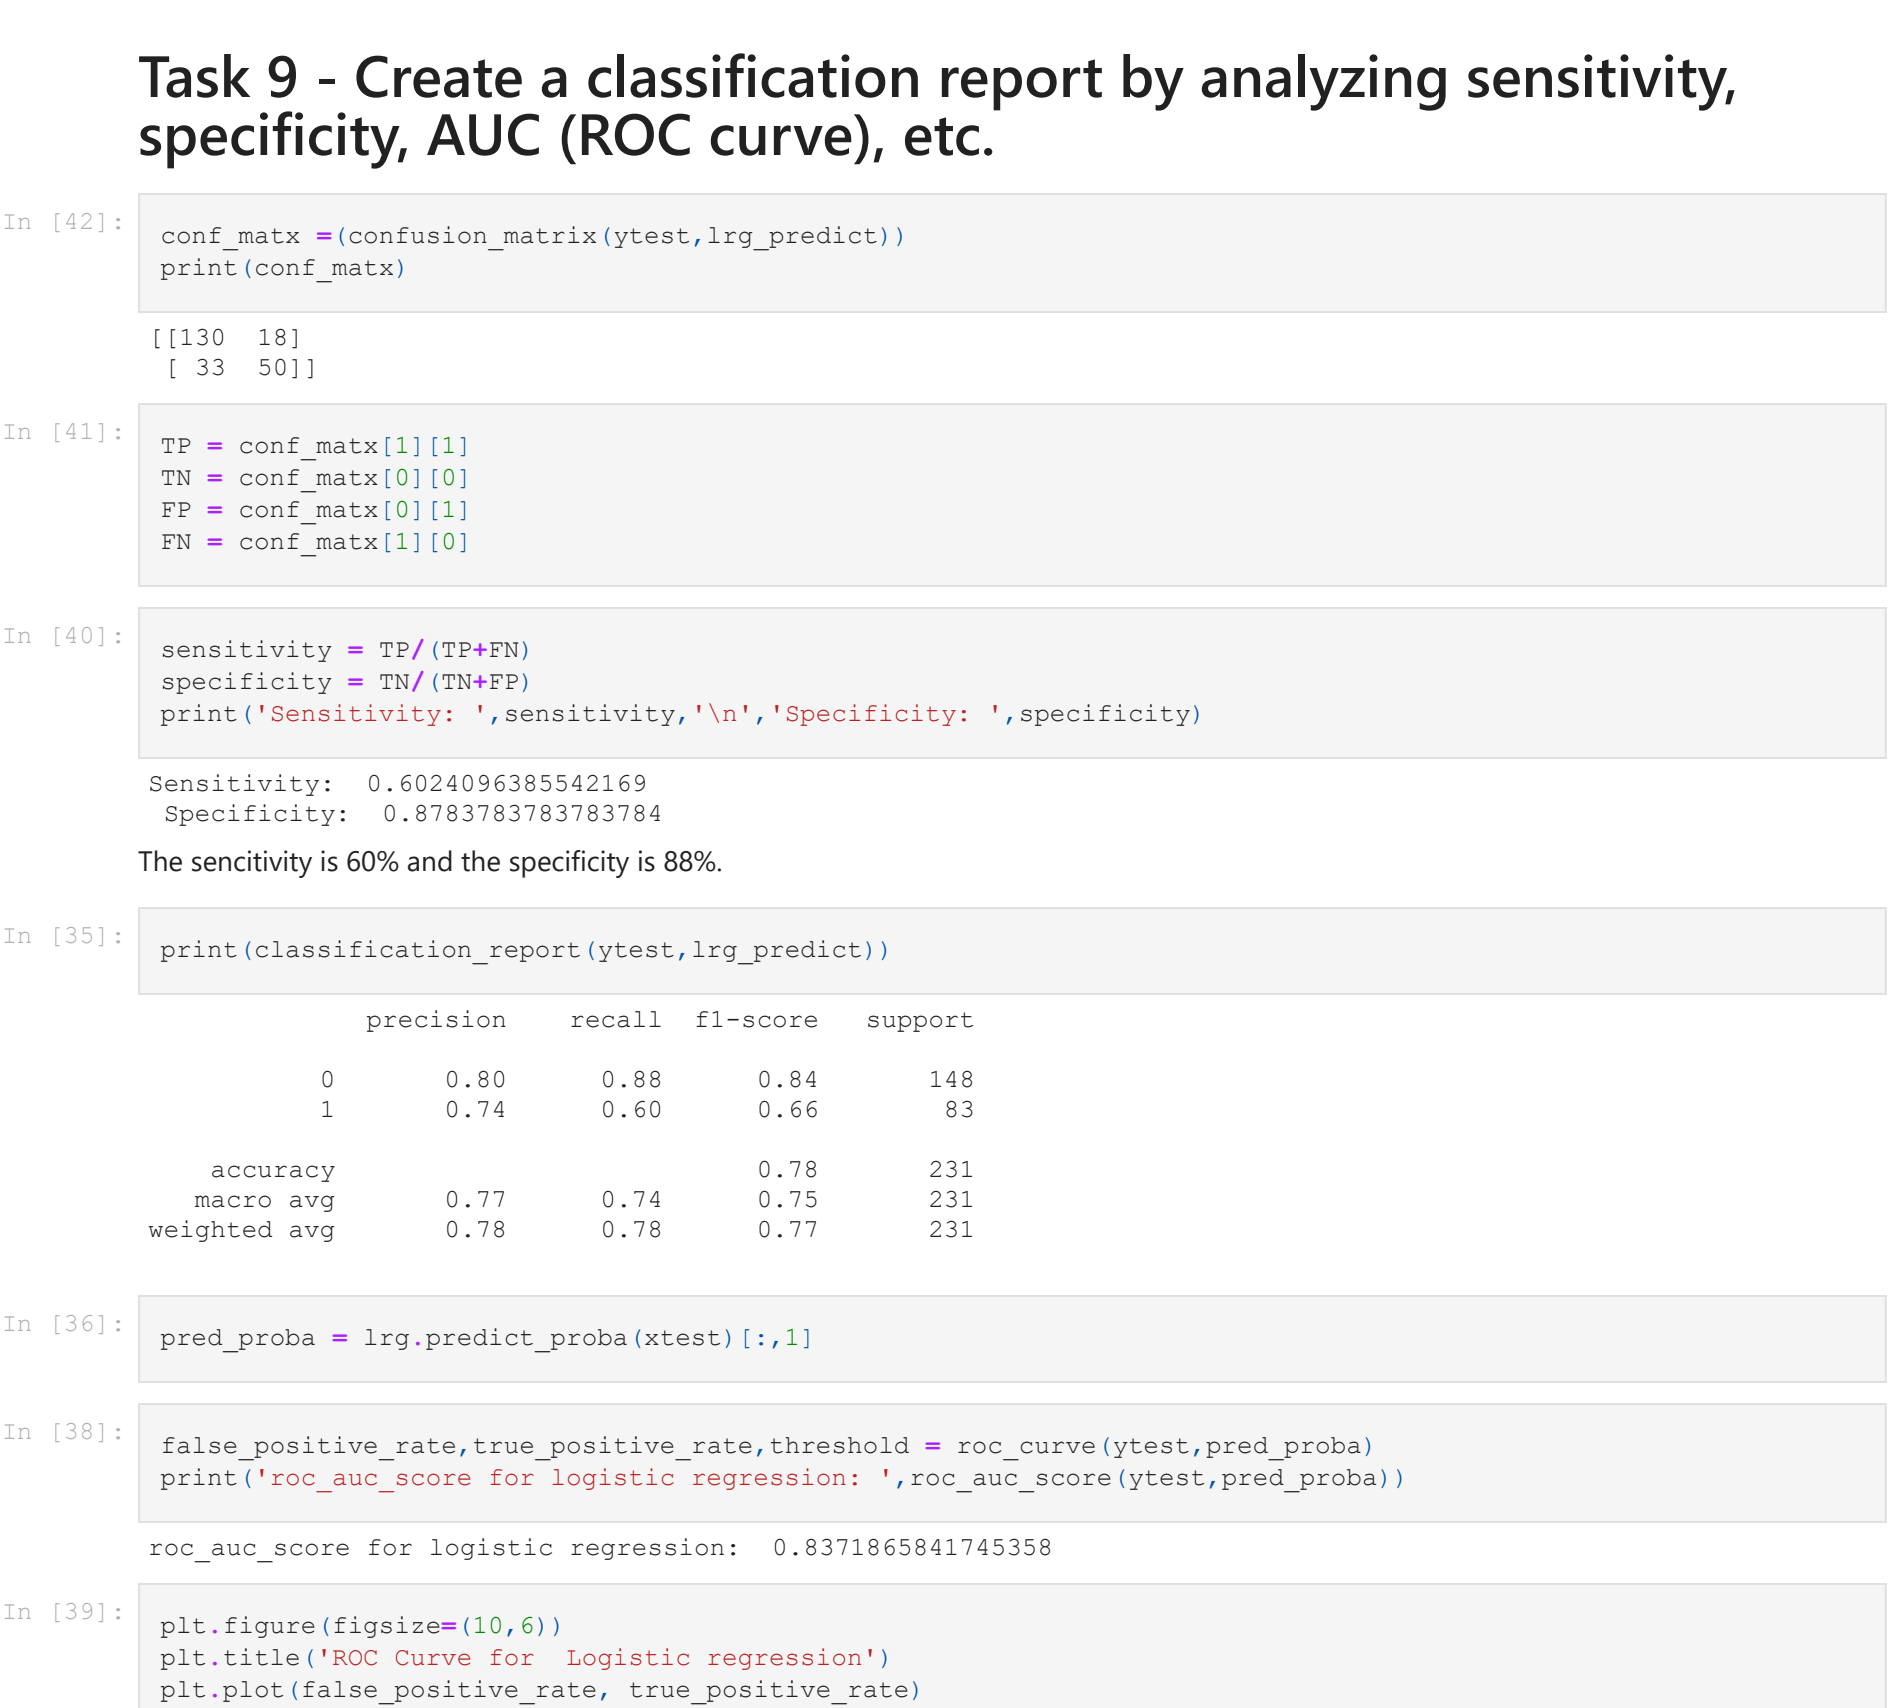 Task 9 - Create a classification report by analyzing sensitivity,
specificity, AUC (ROC curve), etc.
In [42]:
conf_matx =(confusion_matrix(ytest,lrg_predict))
print(conf_matx)
[[130  18]
 [ 33  50]]
In [41]:
TP = conf_matx[1][1]
TN = conf_matx[0][0]
FP = conf_matx[0][1]
FN = conf_matx[1][0]
In [40]:
sensitivity = TP/(TP+FN)
specificity = TN/(TN+FP)
print('Sensitivity: ',sensitivity,'\n','Specificity: ',specificity)
Sensitivity:  0.6024096385542169
 Specificity:  0.8783783783783784
The sencitivity is 60% and the specificity is 88%.
In [35]:
print(classification_report(ytest,lrg_predict))
              precision    recall  f1-score   support
           0       0.80      0.88      0.84       148
           1       0.74      0.60      0.66        83
    accuracy                           0.78       231
   macro avg       0.77      0.74      0.75       231
weighted avg       0.78      0.78      0.77       231
In [36]:
pred_proba = lrg.predict_proba(xtest)[:,1]
In [38]:
false_positive_rate,true_positive_rate,threshold = roc_curve(ytest,pred_proba)
print('roc_auc_score for logistic regression: ',roc_auc_score(ytest,pred_proba))
roc_auc_score for logistic regression:  0.8371865841745358
In [39]:
plt.figure(figsize=(10,6))
plt.title('ROC Curve for  Logistic regression')
plt.plot(false_positive_rate, true_positive_rate)